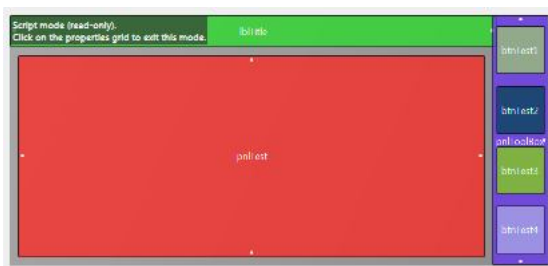 Script mode (read-only).
Click on the properties grid to exit this mode.
lblTitle
btnTest1
btnTest2
pnlToolBox
pnlTest
btnTest3
btnTest4